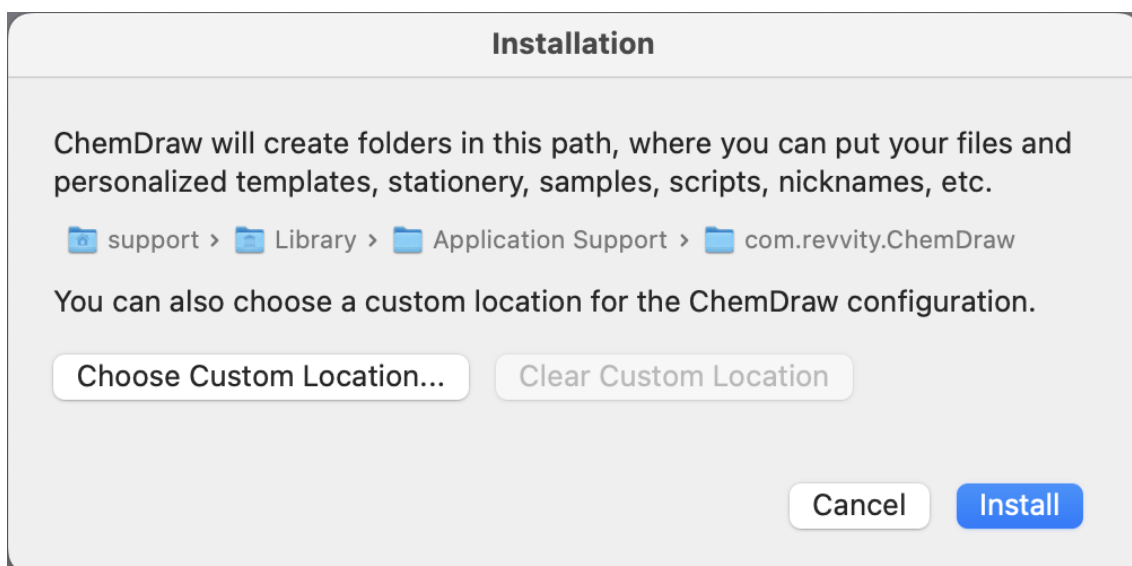 Installation
ChemDraw will create folders in this path, where you can put your files and
personalized templates, stationery, samples, scripts, nicknames, etc.
support > Library > Application Support > com.revvity.ChemDraw
You can also choose a custom location for the ChemDraw configuration.
Choose Custom Location... Clear Custom Location
Cancel Install